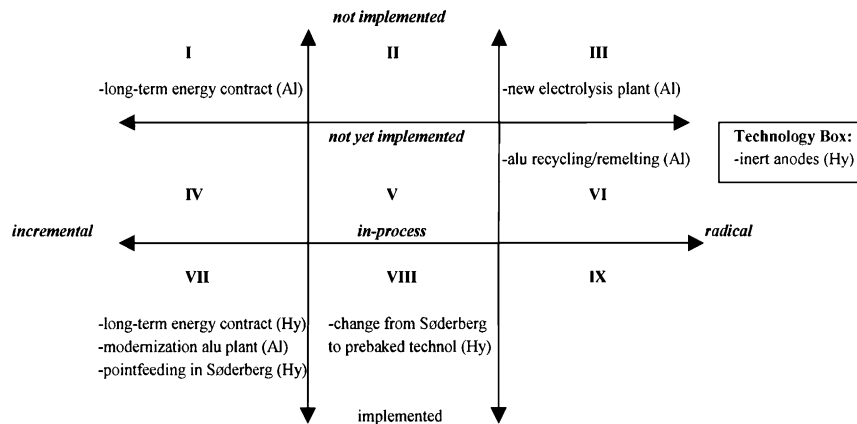 not implemented
I II III
-long-term energy contract (Al) -new electrolysis plant (Al)
not yet implemented
Technology Box:
-inert anodes (Hy)
-alu recycling/remelting (Al)
IV V VI
incremental in-process radical
VII VIII IX
-long-term energy contract (Hy) -change from Søderberg
-modernization alu plant (Al) to prebaked technol (Hy)
-pointfeeding in Søderberg (Hy)
implemented